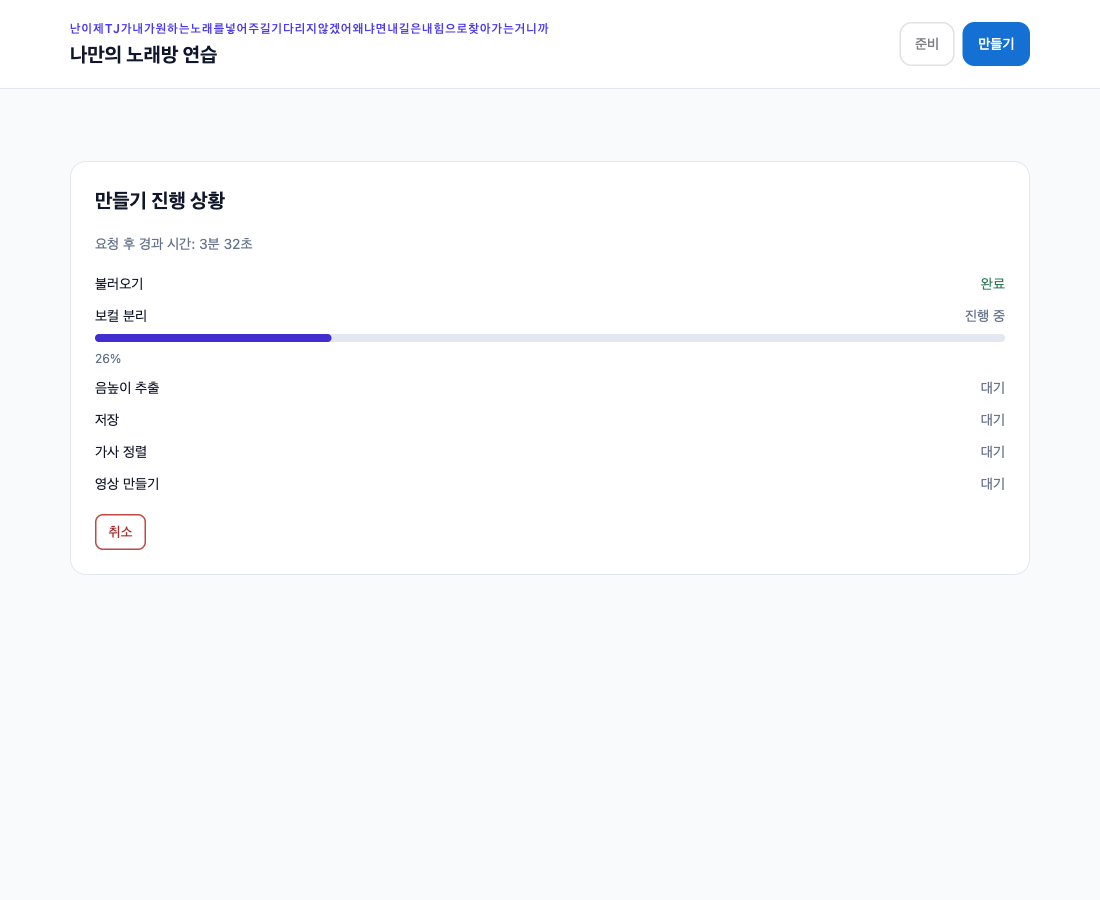 난이제TJ가내가원하는노래를넣어주길기다리지않겠어왜냐면내길은내힘으로찾아가는거니까
나만의 노래방 연습
준비
만들기
만들기 진행 상황
요청 후 경과 시간: 3분 32초
불러오기 완료
보컬 분리 진행 중
26%
음높이 추출 대기
저장 대기
가사 정렬 대기
영상 만들기 대기
취소